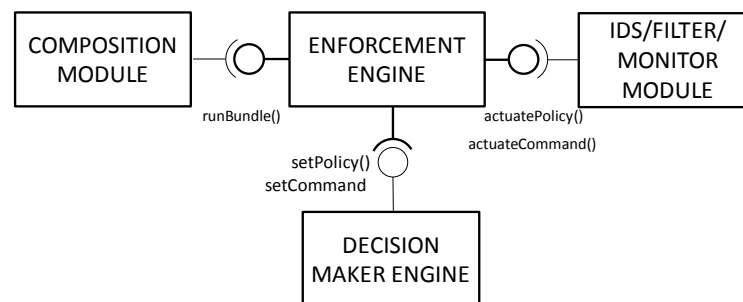 COMPOSITION
MODULE
ENFORCEMENT
ENGINE
IDS/FILTER/
MONITOR
MODULE
runBundle()
actuatePolicy()
actuateCommand()
setPolicy()
setCommand
DECISION
MAKER ENGINE